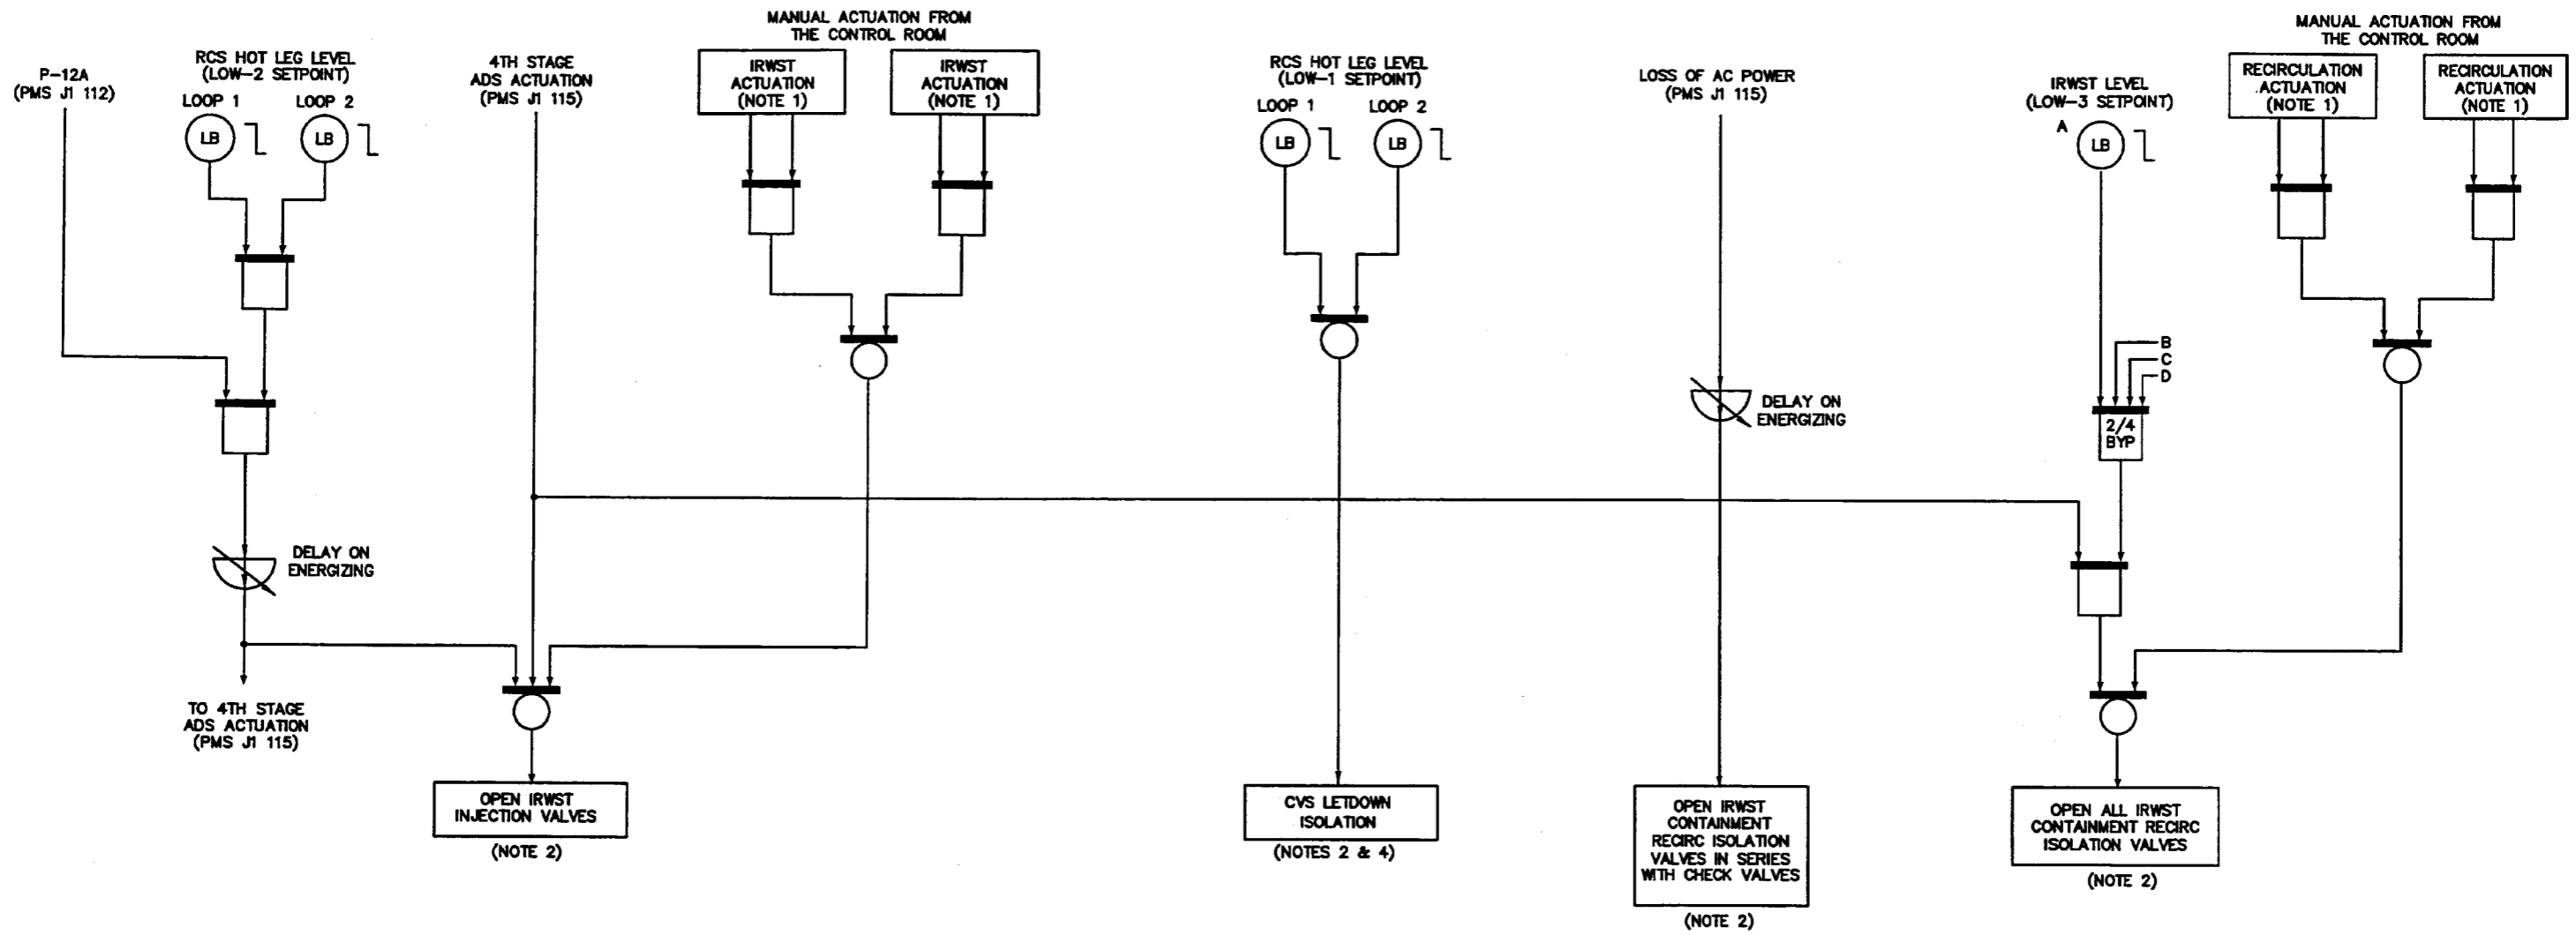 P-12A
(PMS J1 112)
RCS HOT LEG LEVEL
(LOW-2 SETPOINT)
LOOP 1
LOOP 2
LB
LB
4TH STAGE
ADS ACTUATION
(PMS J1 115)
MANUAL ACTUATION FROM
THE CONTROL ROOM
IRWST
ACTUATION
(NOTE 1)
IRWST
ACTUATION
(NOTE 1)
RCS HOT LEG LEVEL
(LOW-1 SETPOINT)
LOOP 1
LOOP 2
LB
LB
LOSS OF AC POWER
(PMS J1 115)
IRWST LEVEL
(LOW-3 SETPOINT)
A
LB
MANUAL ACTUATION FROM
THE CONTROL ROOM
RECIRCULATION
ACTUATION
(NOTE 1)
RECIRCULATION
ACTUATION
(NOTE 1)
B
C
D
2/4
BYP
DELAY ON
ENERGIZING
DELAY ON
ENERGIZING
TO 4TH STAGE
ADS ACTUATION
(PMS J1 115)
OPEN IRWST
INJECTION VALVES
(NOTE 2)
CVS LETDOWN
ISOLATION
(NOTES 2 & 4)
OPEN IRWST
CONTAINMENT
RECIRC ISOLATION
VALVES IN SERIES
WITH CHECK VALVES
(NOTE 2)
OPEN ALL IRWST
CONTAINMENT RECIRC
ISOLATION VALVES
(NOTE 2)